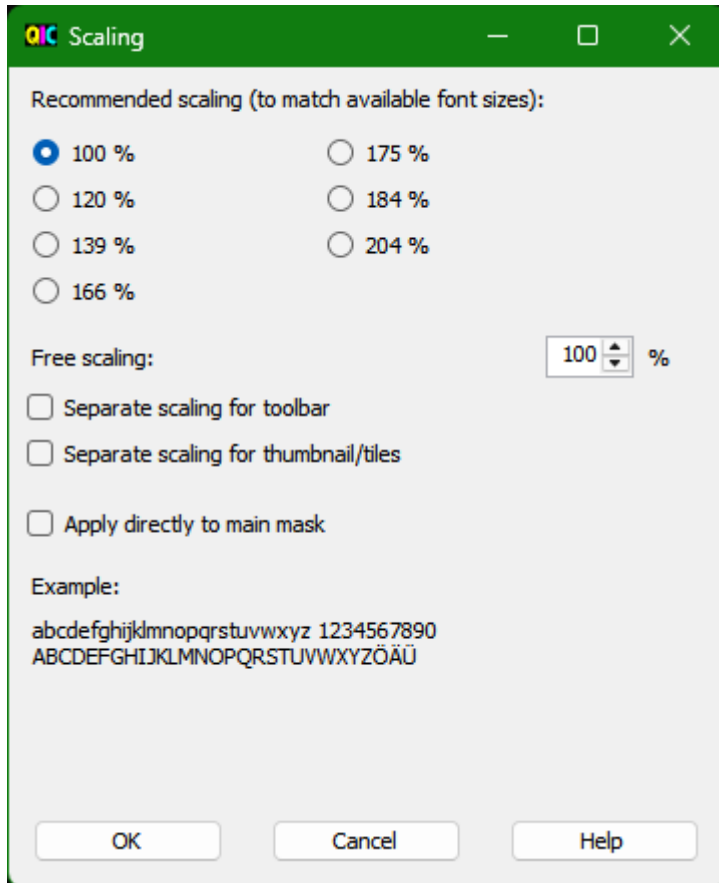 QIC Scaling
Recommended scaling (to match available font sizes):
100 % 175 %
120 % 184 %
139 % 204 %
166 %
Free scaling: 100 %
Separate scaling for toolbar
Separate scaling for thumbnail/tiles
Apply directly to main mask
Example:
abcdefghijklmnopqrstuvwxyz 1234567890
ABCDEFGHIJKLMNOPQRSTUVWXYZÖÄÜ
OK Cancel Help